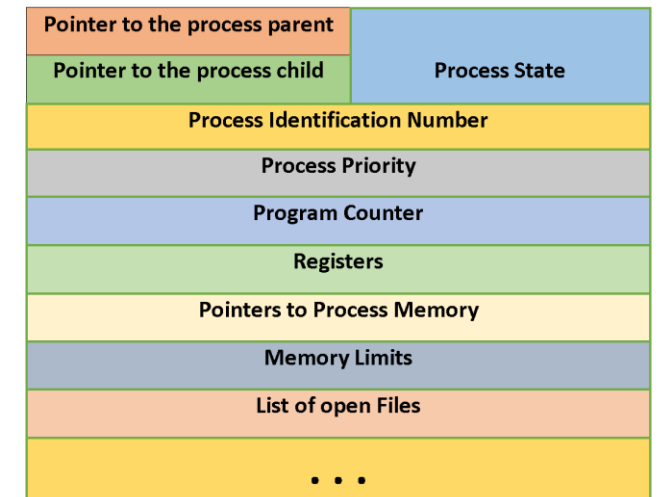 Pointer to the process parent
Pointer to the process child
Process State
Process Identification Number
Process Priority
Program Counter
Registers
Pointers to Process Memory
Memory Limits
List of open Files
. . .